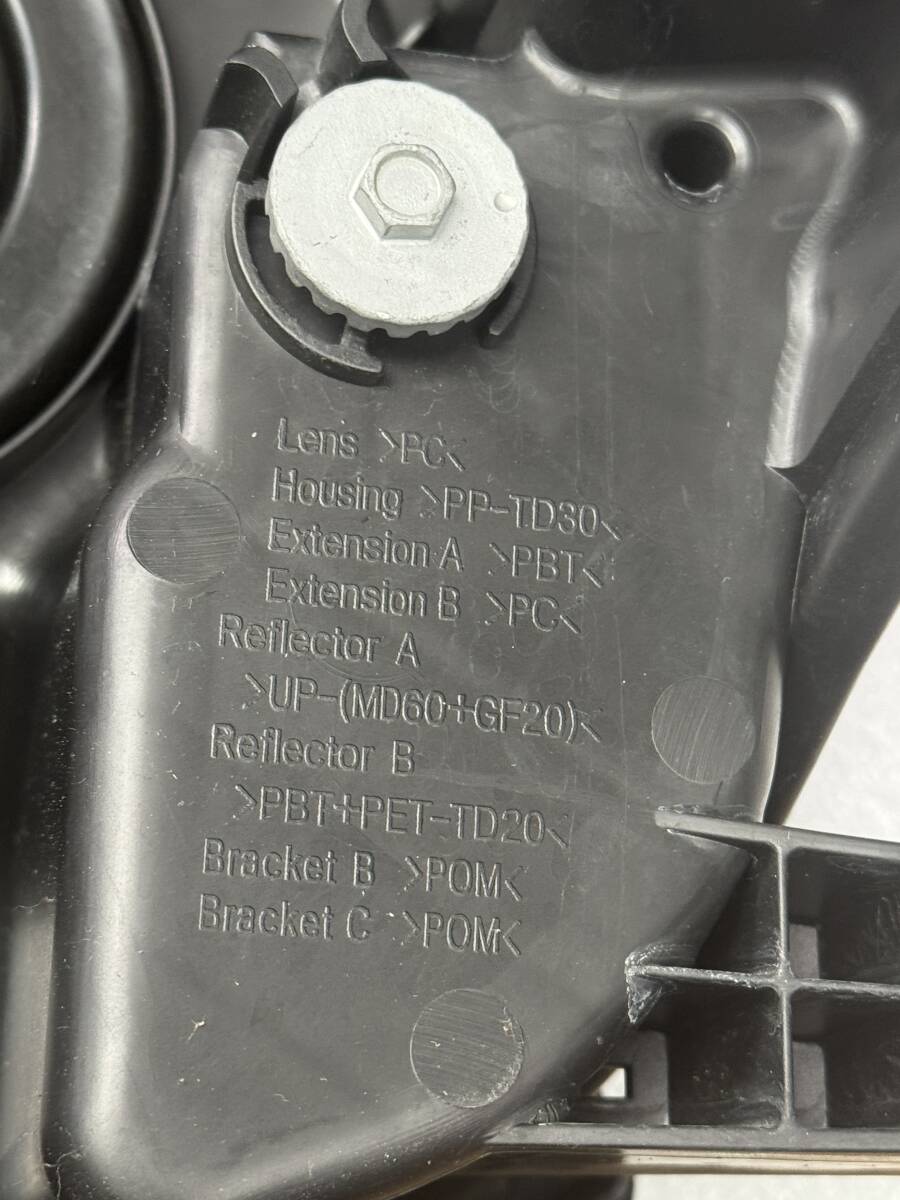 Lens >PC<
Housing >PP-TD30<
Extension A >PBT<
Extension B >PC<
Reflector A
>UP-(MD60+GF20)<
Reflector B
>PBT+PET-TD20<
Bracket B >POM<
Bracket C >POM<